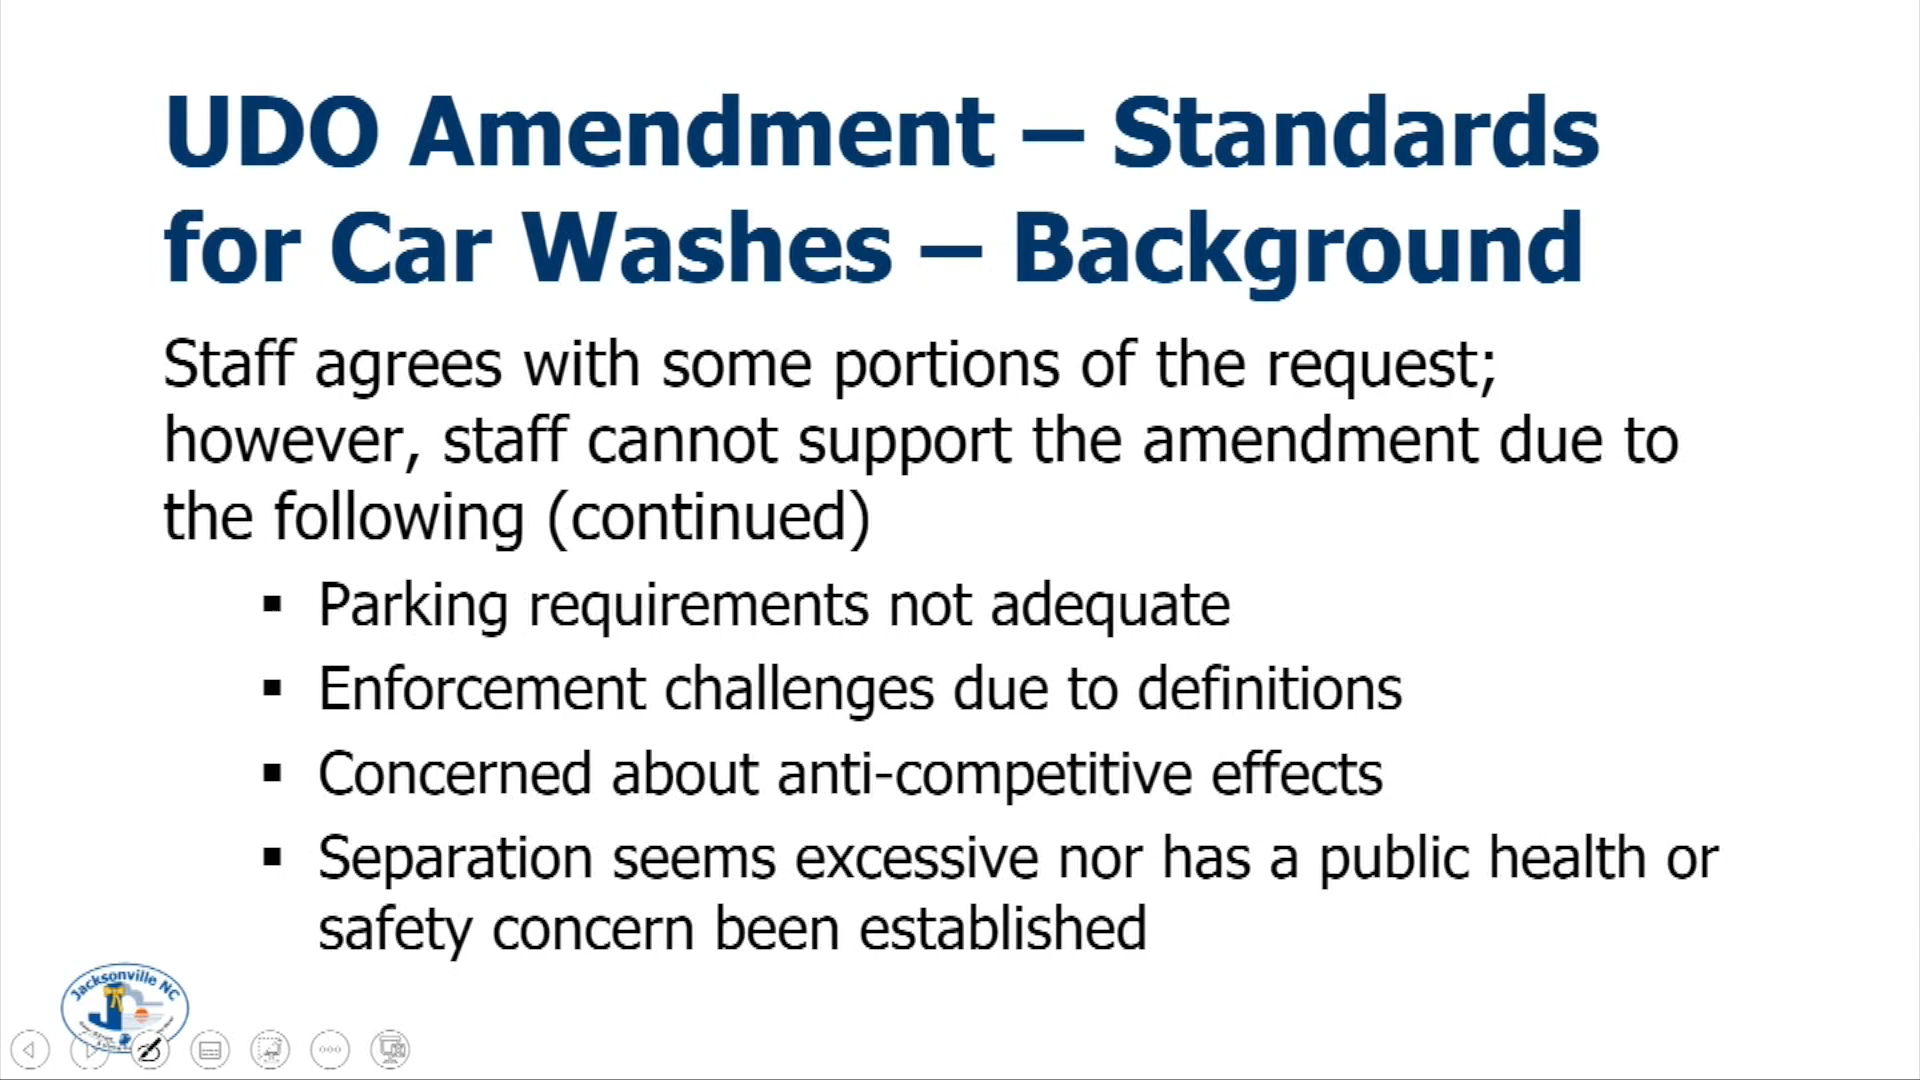 UDO Amendment – Standards
for Car Washes – Background
Staff agrees with some portions of the request;
however, staff cannot support the amendment due to
the following (continued)
▪ Parking requirements not adequate
▪ Enforcement challenges due to definitions
▪ Concerned about anti-competitive effects
▪ Separation seems excessive nor has a public health or
safety concern been established
Jacksonville NC